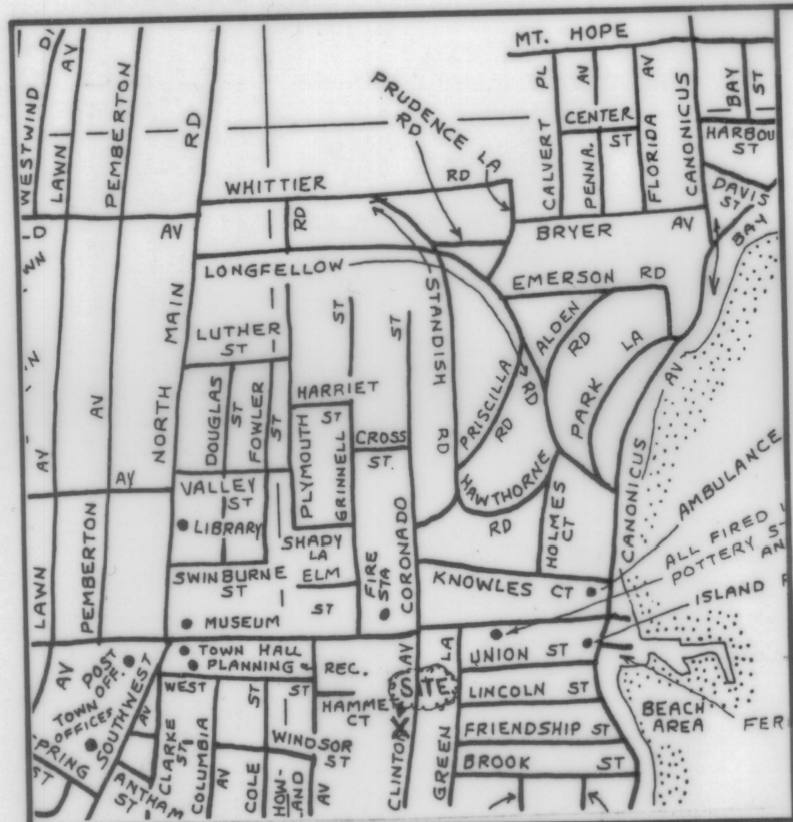 MT. HOPE
DI
WESTWIND
LAWN
AV
PEMBERTON
RD
PRUDENCE LA
RD
CALVERT PL
PENNA. AV
CENTER
ST
FLORIDA AV
CANONICUS
BAY
ST
HARBOU
ST
DAVIS
ST
BAY
WHITTIER RD
RD
AV
BRYER AV
LONGFELLOW
RD
EMERSON RD
NORTH MAIN
LUTHER
ST
ST
ST
STANDISH
RD
PRISCILLA
RD
ALDEN
RD
PARK LA
AV
CANONICUS
DOUGLAS
ST
FOWLER
ST
HARRIET
ST
PLYMOUTH
GRINNELL
CROSS
ST
HAWTHORNE
RD
HOLMES
CT
AV
AV
AV
VALLEY
ST
LIBRARY
SHADY
LA
ELM
ST
FIRE
STA
CORONADO
AMBULANCE
ALL FIRED
POTTERY ST
AN
ISLAND
LAWN
PEMBERTON
SWINBURNE
ST
MUSEUM
KNOWLES CT
TOWN HALL
PLANNING
REC.
AV
LA
UNION ST
AV
POST
OFF.
TOWN
OFFICES
SOUTHWEST
AV
WEST
ST
ST
HAMME
CT
SITE
LINCOLN ST
BEACH
AREA
FER
SPRING
ST
ANTHAM
ST
CLARKE
ST
COLUMBIA
AV
COLE
HOW-
LAND
WINDSOR
ST
AV
CLINTON
GREEN
FRIENDSHIP ST
BROOK ST